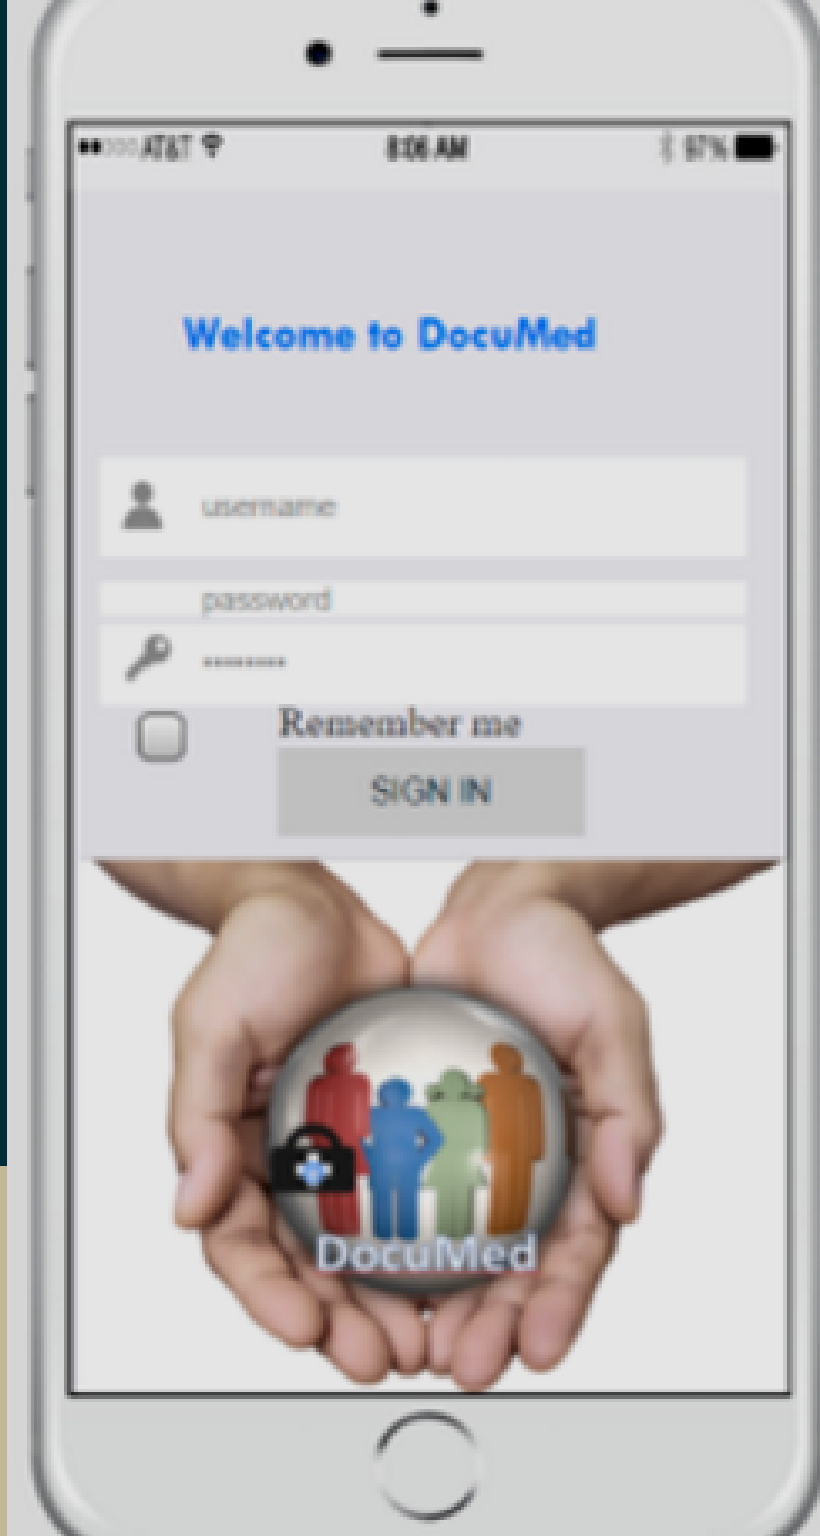 AT&T 8:06 AM 97%
Welcome to DocuMed
username
password
Remember me
SIGN IN
DocuMed